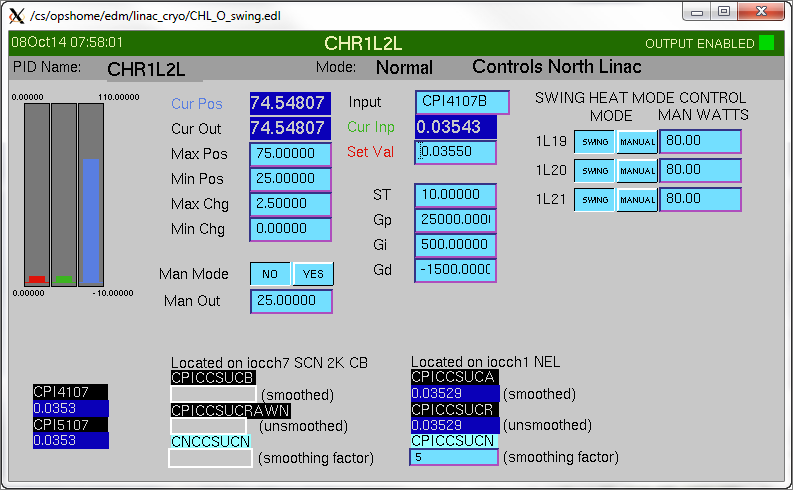 /cs/opshome/edm/linac_cryo/CHL_O_swing.edl
08Oct14 07:58:01 CHR1L2L OUTPUT ENABLED
PID Name: CHR1L2L Mode: Normal Controls North Linac
0.00000 110.00000
0.00000 -10.00000
Cur Pos 74.54807
Cur Out 74.54807
Max Pos 75.00000
Min Pos 25.00000
Max Chg 2.50000
Min Chg 0.00000
Man Mode NO YES
Man Out 25.00000
Input CPI4107B
Cur Inp 0.03543
Set Val 0.03550
ST 10.00000
Gp 25000.000
Gi 500.00000
Gd -1500.0000
SWING HEAT MODE CONTROL
MODE MAN WATTS
1L19 SWING MANUAL 80.00
1L20 SWING MANUAL 80.00
1L21 SWING MANUAL 80.00
CPI4107
0.0353
CPI5107
0.0353
Located on iocch7 SCN 2K CB
CPICCSUCB
(smoothed)
CPICCSUCRAWN
(unsmoothed)
CNCCSUCN
(smoothing factor)
Located on iocch1 NEL
CPICCSUCA
0.03529 (smoothed)
CPICCSUCR
0.03529 (unsmoothed)
CPICCSUCN
5 (smoothing factor)